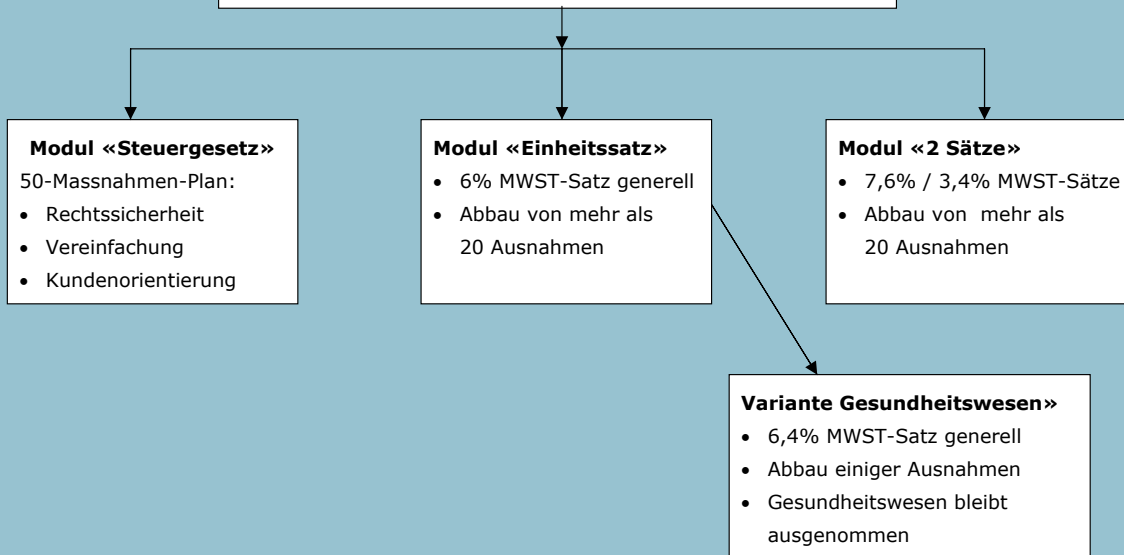 Modul «Steuergesetz»
50-Massnahmen-Plan:
• Rechtssicherheit
• Vereinfachung
• Kundenorientierung
Modul «Einheitssatz»
• 6% MWST-Satz generell
• Abbau von mehr als
20 Ausnahmen
Modul «2 Sätze»
• 7,6% / 3,4% MWST-Sätze
• Abbau von mehr als
20 Ausnahmen
Variante Gesundheitswesen»
• 6,4% MWST-Satz generell
• Abbau einiger Ausnahmen
• Gesundheitswesen bleibt
ausgenommen